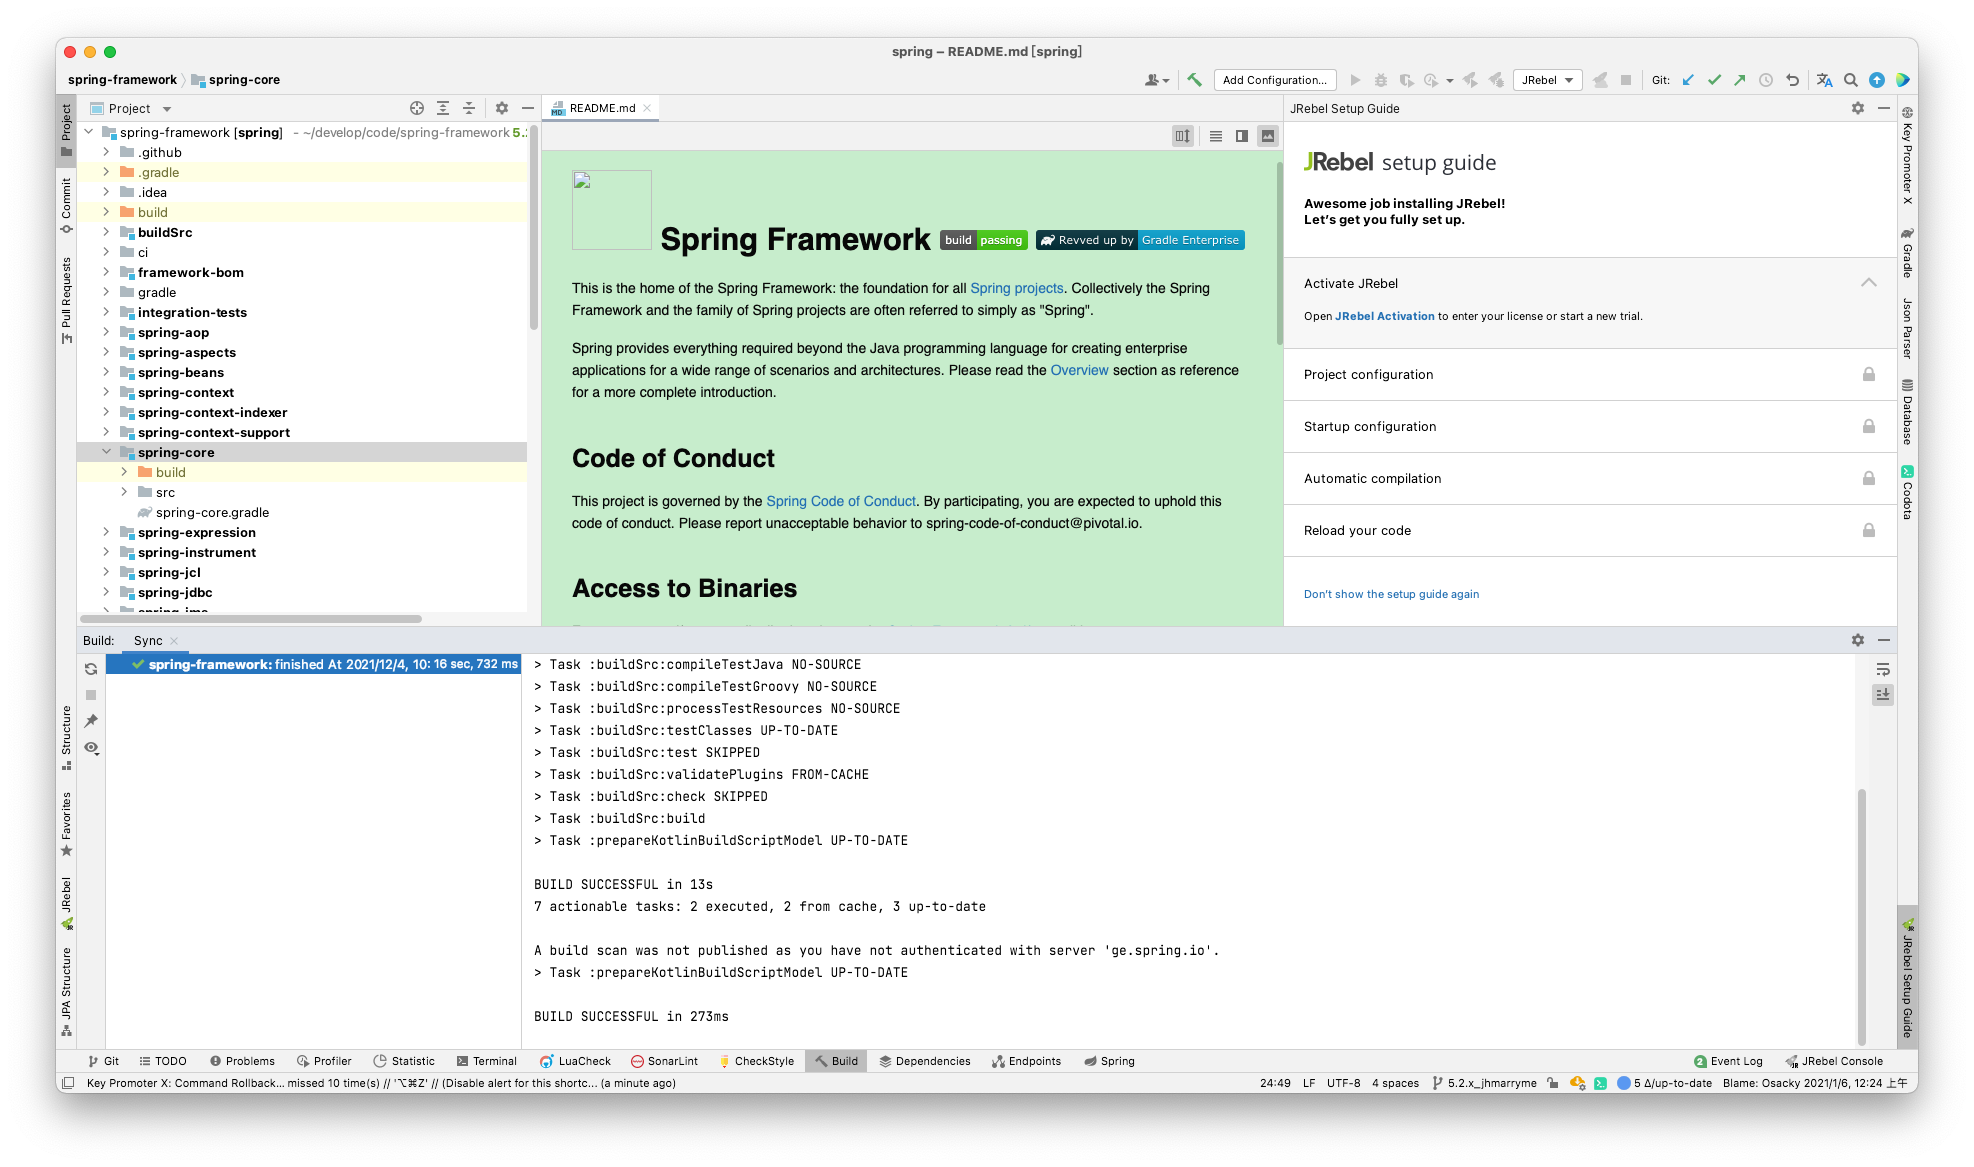 spring – README.md [spring]
spring-framework
spring-core
Add Configuration...
JRebel
Git:
Project
README.md
JRebel Setup Guide
Project
Commit
Pull Requests
spring-framework [spring] - ~/develop/code/spring-framework 5.
.github
.gradle
.idea
build
buildSrc
ci
framework-bom
gradle
integration-tests
spring-aop
spring-aspects
spring-beans
spring-context
spring-context-indexer
spring-context-support
spring-core
build
src
spring-core.gradle
spring-expression
spring-instrument
spring-jcl
spring-jdbc
spring-jms
Spring Framework
build passing
Revved up by Gradle Enterprise
This is the home of the Spring Framework: the foundation for all Spring projects. Collectively the Spring
Framework and the family of Spring projects are often referred to simply as "Spring".
Spring provides everything required beyond the Java programming language for creating enterprise
applications for a wide range of scenarios and architectures. Please read the Overview section as reference
for a more complete introduction.
Code of Conduct
This project is governed by the Spring Code of Conduct. By participating, you are expected to uphold this
code of conduct. Please report unacceptable behavior to spring-code-of-conduct@pivotal.io.
Access to Binaries
JRebel setup guide
Awesome job installing JRebel!
Let's get you fully set up.
Activate JRebel
Open JRebel Activation to enter your license or start a new trial.
Project configuration
Startup configuration
Automatic compilation
Reload your code
Don't show the setup guide again
Key Promoter X
Gradle
Json Parser
Database
Codota
JRebel Setup Guide
Build:
Sync
Structure
Favorites
JRebel
JPA Structure
spring-framework: finished At 2021/12/4, 10: 16 sec, 732 ms
> Task :buildSrc:compileTestJava NO-SOURCE
> Task :buildSrc:compileTestGroovy NO-SOURCE
> Task :buildSrc:processTestResources NO-SOURCE
> Task :buildSrc:testClasses UP-TO-DATE
> Task :buildSrc:test SKIPPED
> Task :buildSrc:validatePlugins FROM-CACHE
> Task :buildSrc:check SKIPPED
> Task :buildSrc:build
> Task :prepareKotlinBuildScriptModel UP-TO-DATE
BUILD SUCCESSFUL in 13s
7 actionable tasks: 2 executed, 2 from cache, 3 up-to-date
A build scan was not published as you have not authenticated with server 'ge.spring.io'.
> Task :prepareKotlinBuildScriptModel UP-TO-DATE
BUILD SUCCESSFUL in 273ms
Git
TODO
Problems
Profiler
Statistic
Terminal
LuaCheck
SonarLint
CheckStyle
Build
Dependencies
Endpoints
Spring
2 Event Log
JRebel Console
Key Promoter X: Command Rollback... missed 10 time(s) // '⌥⌘Z' // (Disable alert for this shortc... (a minute ago)
24:49
LF
UTF-8
4 spaces
5.2.x_jhmarryme
5 Δ/up-to-date
Blame: Osacky 2021/1/6, 12:24 上午